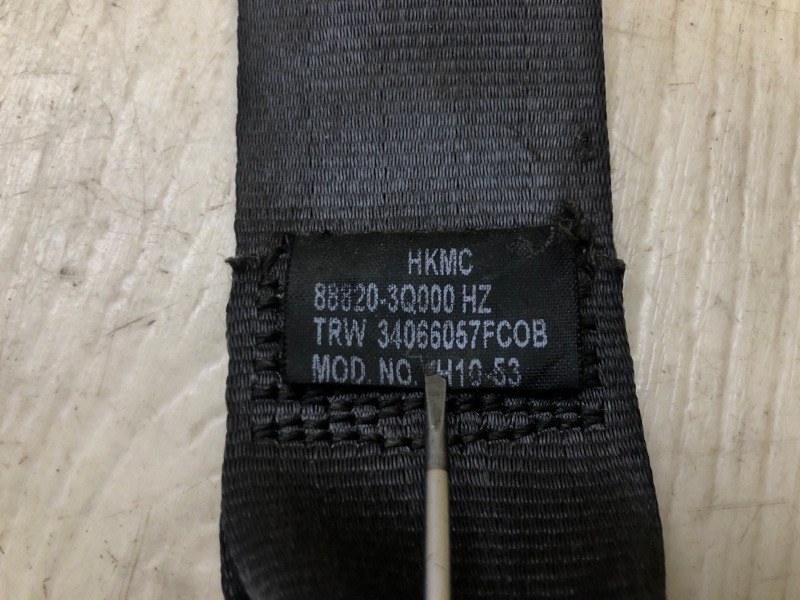 HKMC
88820-3Q000 HZ
TRW 34066057FCOB
MOD. NO.